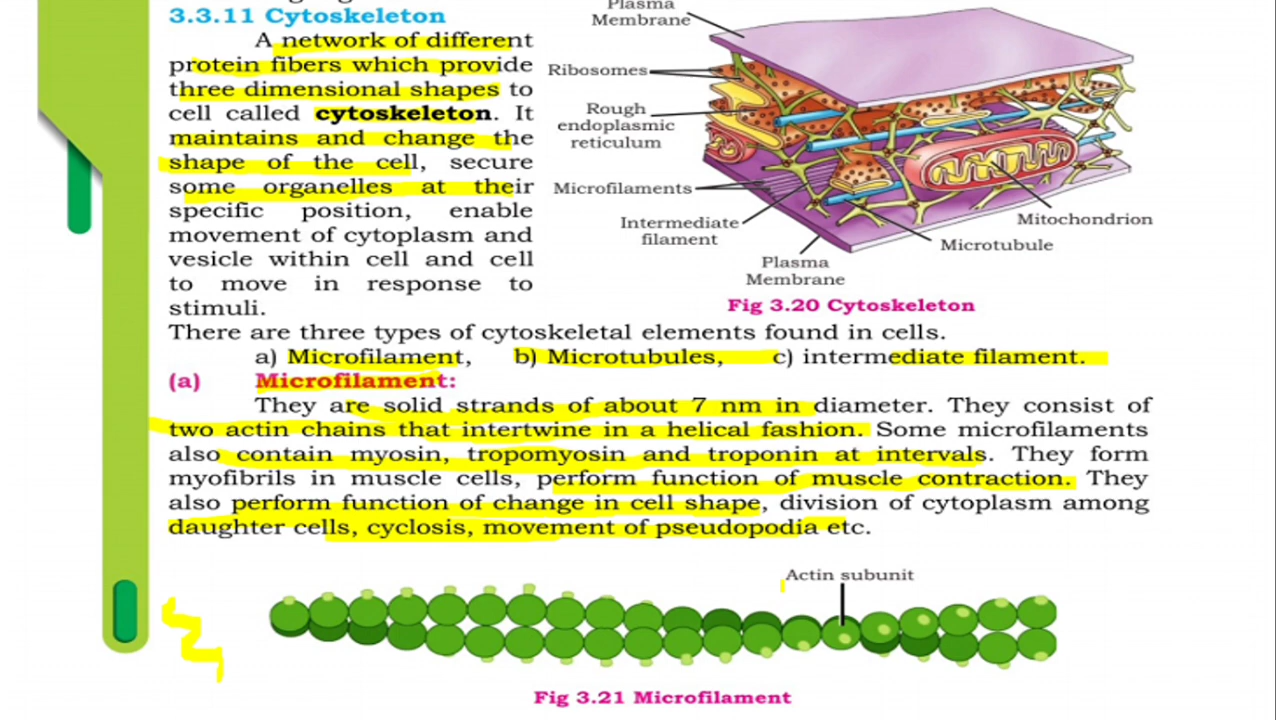 3.3.11 Cytoskeleton
A network of different
protein fibers which provide
three dimensional shapes to
cell called cytoskeleton. It
maintains and change the
shape of the cell, secure
some organelles at their
specific position, enable
movement of cytoplasm and
vesicle within cell and cell
to move in response to
stimuli.
Plasma
Membrane
Ribosomes
Rough
endoplasmic
reticulum
Microfilaments
Intermediate
filament
Plasma
Membrane
Mitochondrion
Microtubule
Fig 3.20 Cytoskeleton
There are three types of cytoskeletal elements found in cells.
a) Microfilament, b) Microtubules, c) intermediate filament.
(a) Microfilament:
They are solid strands of about 7 nm in diameter. They consist of
two actin chains that intertwine in a helical fashion. Some microfilaments
also contain myosin, tropomyosin and troponin at intervals. They form
myofibrils in muscle cells, perform function of muscle contraction. They
also perform function of change in cell shape, division of cytoplasm among
daughter cells, cyclosis, movement of pseudopodia etc.
Actin subunit
Fig 3.21 Microfilament